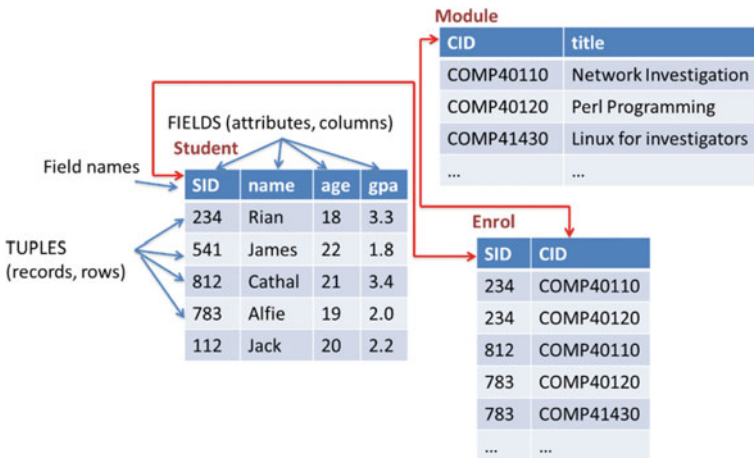 Module
CID title
COMP40110 Network Investigation
COMP40120 Perl Programming
COMP41430 Linux for investigators
... ...
FIELDS (attributes, columns)
Student
Field names
SID name age gpa
234 Rian 18 3.3
541 James 22 1.8
812 Cathal 21 3.4
783 Alfie 19 2.0
112 Jack 20 2.2
TUPLES
(records, rows)
Enrol
SID CID
234 COMP40110
234 COMP40120
812 COMP40110
783 COMP40120
783 COMP41430
... ...